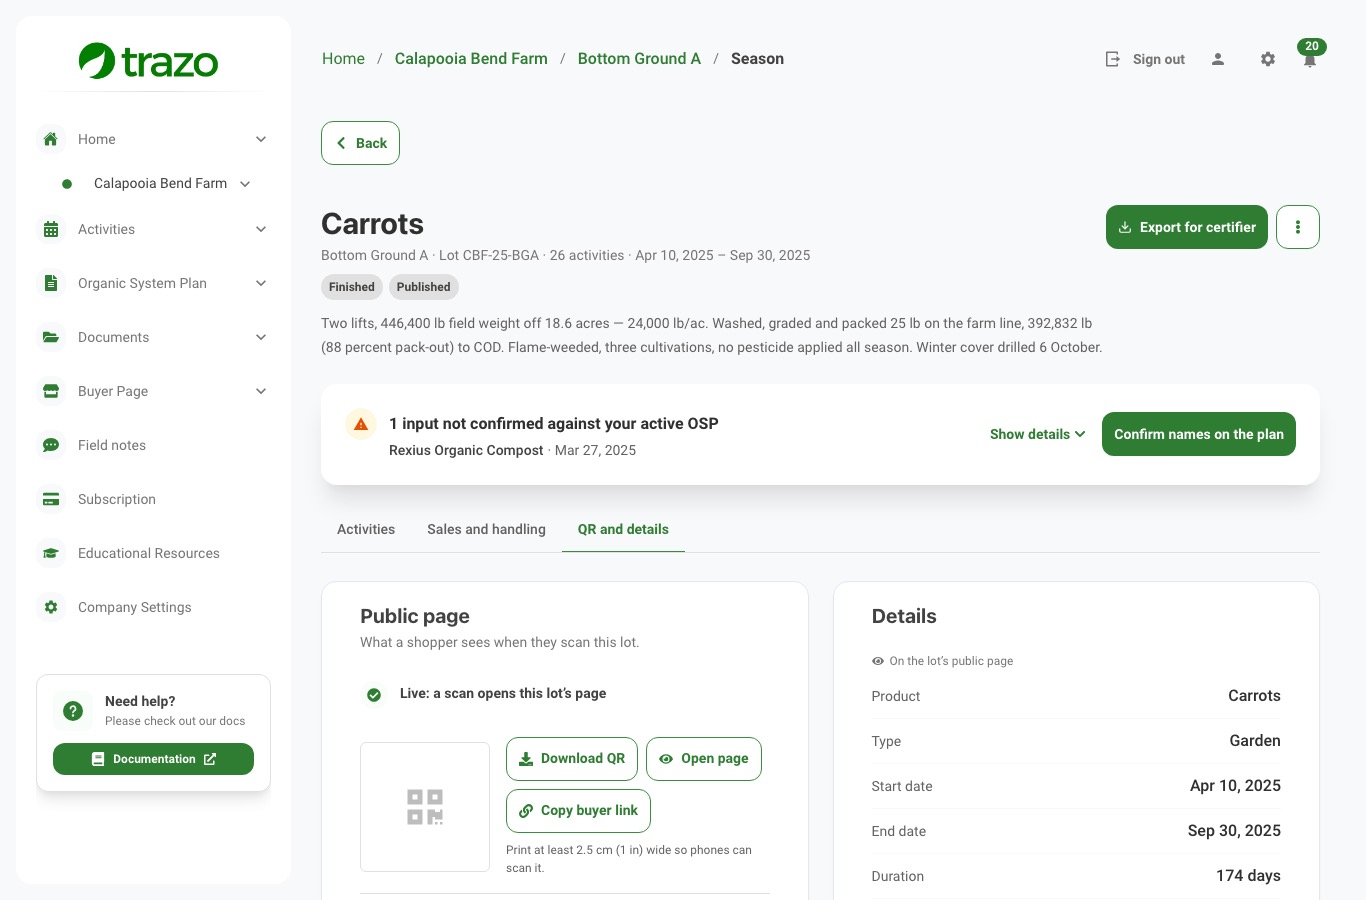 trazo
Home
Calapooia Bend Farm
Activities
Organic System Plan
Documents
Buyer Page
Field notes
Subscription
Educational Resources
Company Settings
Need help?
Please check out our docs
Documentation
Home / Calapooia Bend Farm / Bottom Ground A / Season
Sign out
20
Back
Carrots
Bottom Ground A · Lot CBF-25-BGA · 26 activities · Apr 10, 2025 – Sep 30, 2025
Finished Published
Export for certifier
Two lifts, 446,400 lb field weight off 18.6 acres — 24,000 lb/ac. Washed, graded and packed 25 lb on the farm line, 392,832 lb
(88 percent pack-out) to COD. Flame-weeded, three cultivations, no pesticide applied all season. Winter cover drilled 6 October.
1 input not confirmed against your active OSP
Rexius Organic Compost · Mar 27, 2025
Show details
Confirm names on the plan
Activities Sales and handling QR and details
Public page
What a shopper sees when they scan this lot.
Live: a scan opens this lot’s page
Download QR
Open page
Copy buyer link
Print at least 2.5 cm (1 in) wide so phones can
scan it.
Details
On the lot’s public page
Product Carrots
Type Garden
Start date Apr 10, 2025
End date Sep 30, 2025
Duration 174 days